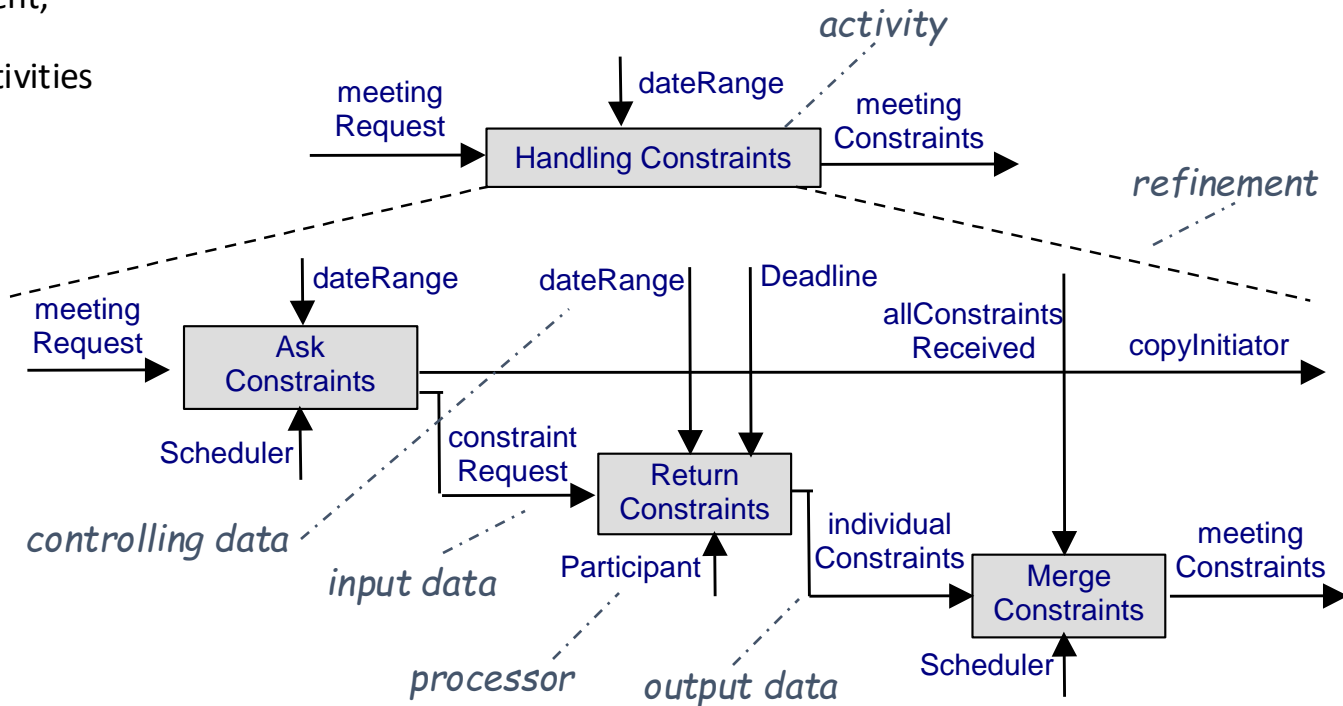 ent,
tivities
activity
dateRange
meeting
Request
meeting
Constraints
Handling Constraints
refinement
dateRange
dateRange
Deadline
meeting
Request
allConstraints
Received
copyInitiator
Ask
Constraints
Scheduler
constraint
Request
Return
Constraints
controlling data
input data
Participant
individual
Constraints
meeting
Constraints
Merge
Constraints
processor
output data
Scheduler